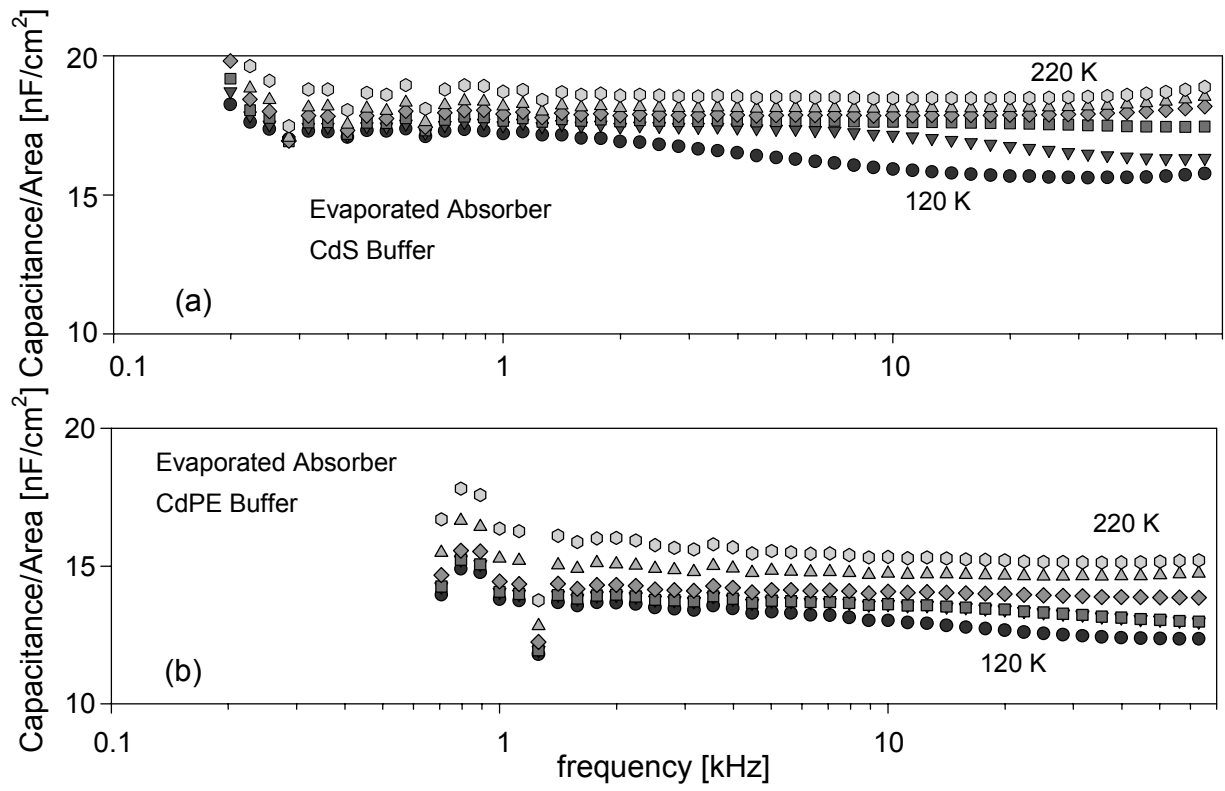 20
15
10
Capacitance/Area [nF/cm²]
220 K
120 K
Evaporated Absorber
CdS Buffer
(a)
0.1
1
10
20
15
10
Capacitance/Area [nF/cm²]
Evaporated Absorber
CdPE Buffer
220 K
120 K
(b)
0.1
1
10
frequency [kHz]